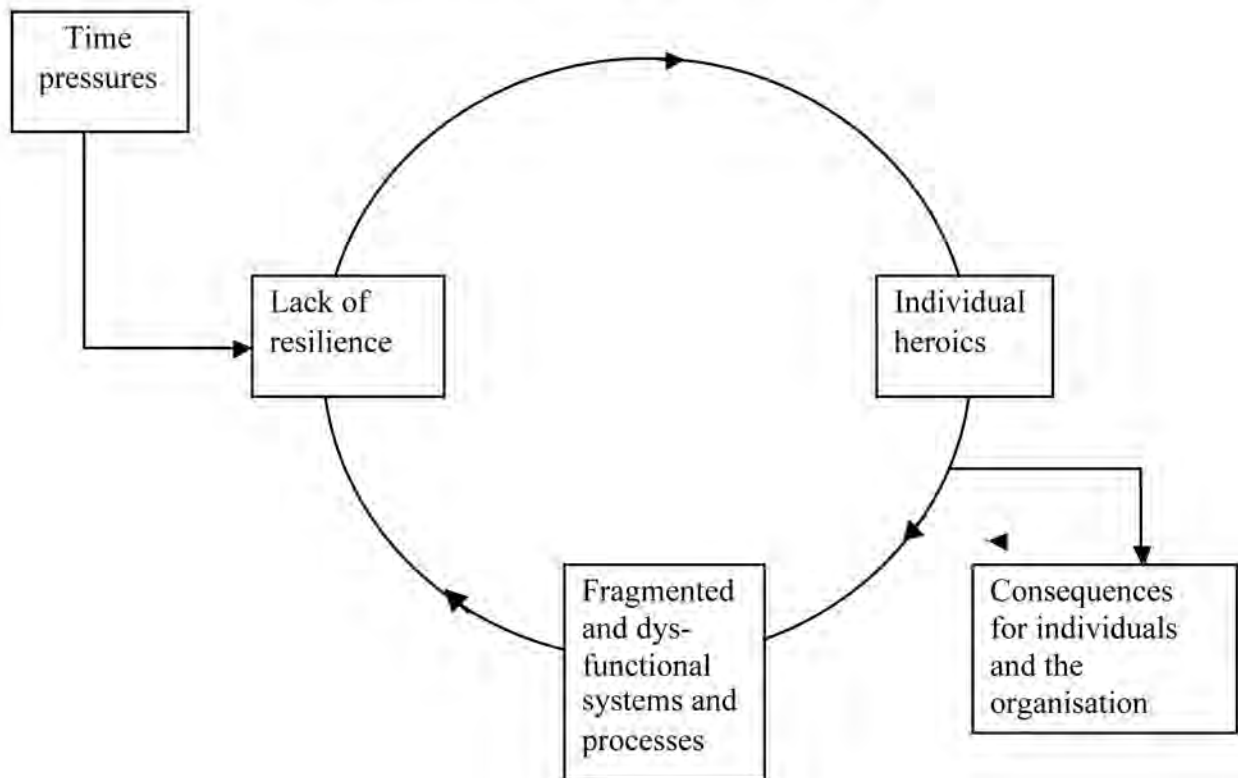 Time
pressures
Lack of
resilience
Individual
heroics
Fragmented
and dys-
functional
systems and
processes
Consequences
for individuals
and the
organisation